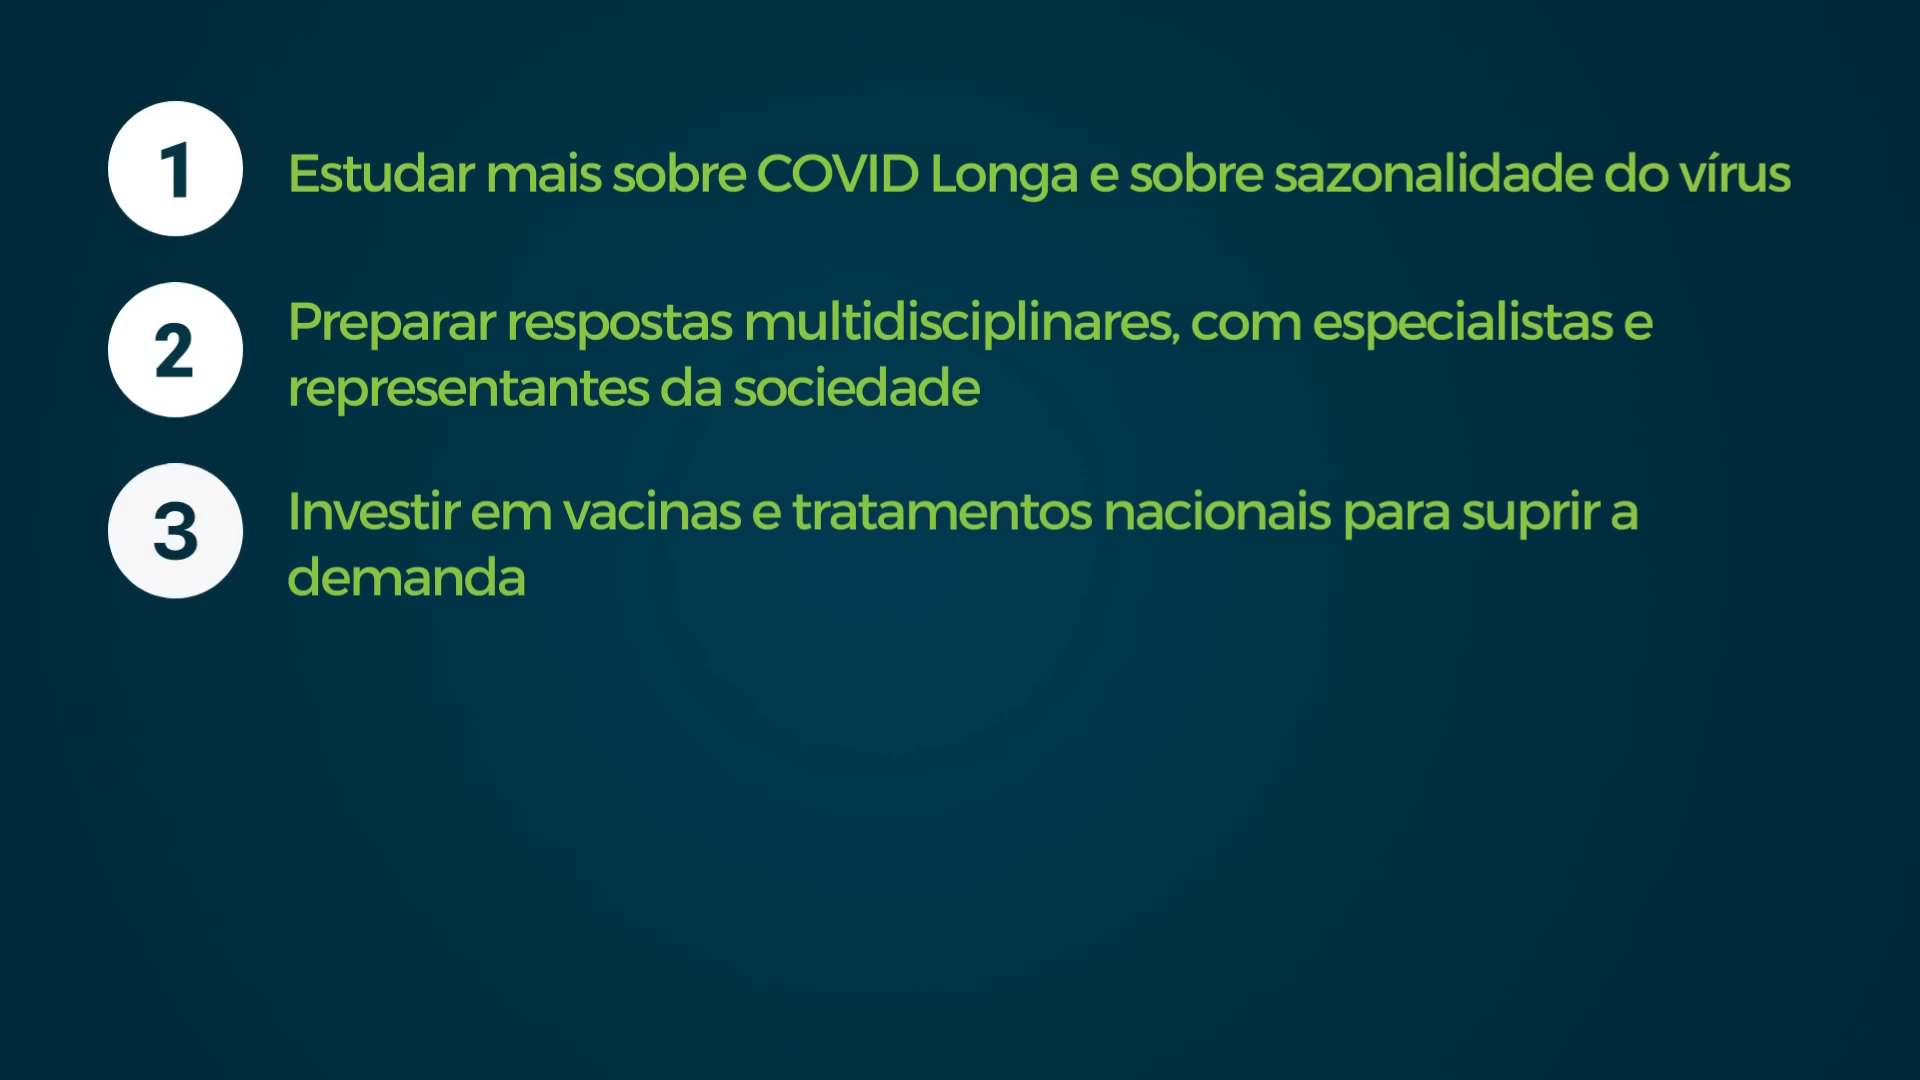 1 Estudar mais sobre COVID Longa e sobre sazonalidade do vírus
2 Preparar respostas multidisciplinares, com especialistas e
representantes da sociedade
3 Investir em vacinas e tratamentos nacionais para suprir a
demanda